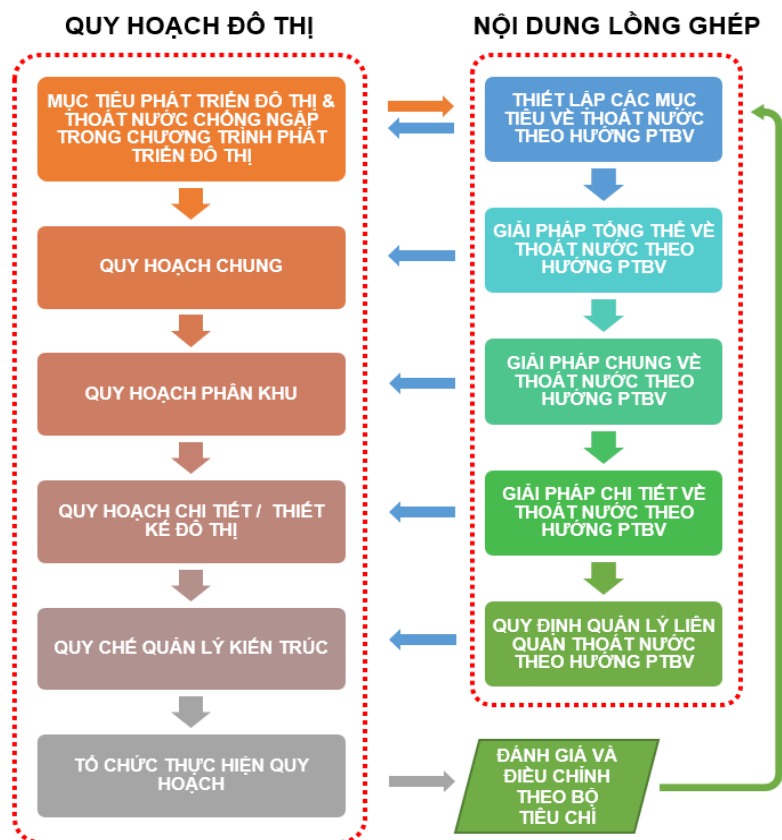 QUY HOẠCH ĐÔ THỊ
MỤC TIÊU PHÁT TRIỂN ĐÔ THỊ &
THOÁT NƯỚC CHỐNG NGẬP
TRONG CHƯƠNG TRÌNH PHÁT
TRIỂN ĐÔ THỊ
QUY HOẠCH CHUNG
QUY HOẠCH PHÂN KHU
QUY HOẠCH CHI TIẾT / THIẾT
KẾ ĐÔ THỊ
QUY CHẾ QUẢN LÝ KIẾN TRÚC
TỔ CHỨC THỰC HIỆN QUY
HOẠCH
NỘI DUNG LỒNG GHÉP
THIẾT LẬP CÁC MỤC
TIÊU VỀ THOÁT NƯỚC
THEO HƯỚNG PTBV
GIẢI PHÁP TỔNG THỂ VỀ
THOÁT NƯỚC THEO
HƯỚNG PTBV
GIẢI PHÁP CHUNG VỀ
THOÁT NƯỚC THEO
HƯỚNG PTBV
GIẢI PHÁP CHI TIẾT VỀ
THOÁT NƯỚC THEO
HƯỚNG PTBV
QUY ĐỊNH QUẢN LÝ LIÊN
QUAN THOÁT NƯỚC
THEO HƯỚNG PTBV
ĐÁNH GIÁ VÀ
ĐIỀU CHỈNH
THEO BỘ
TIÊU CHÍ